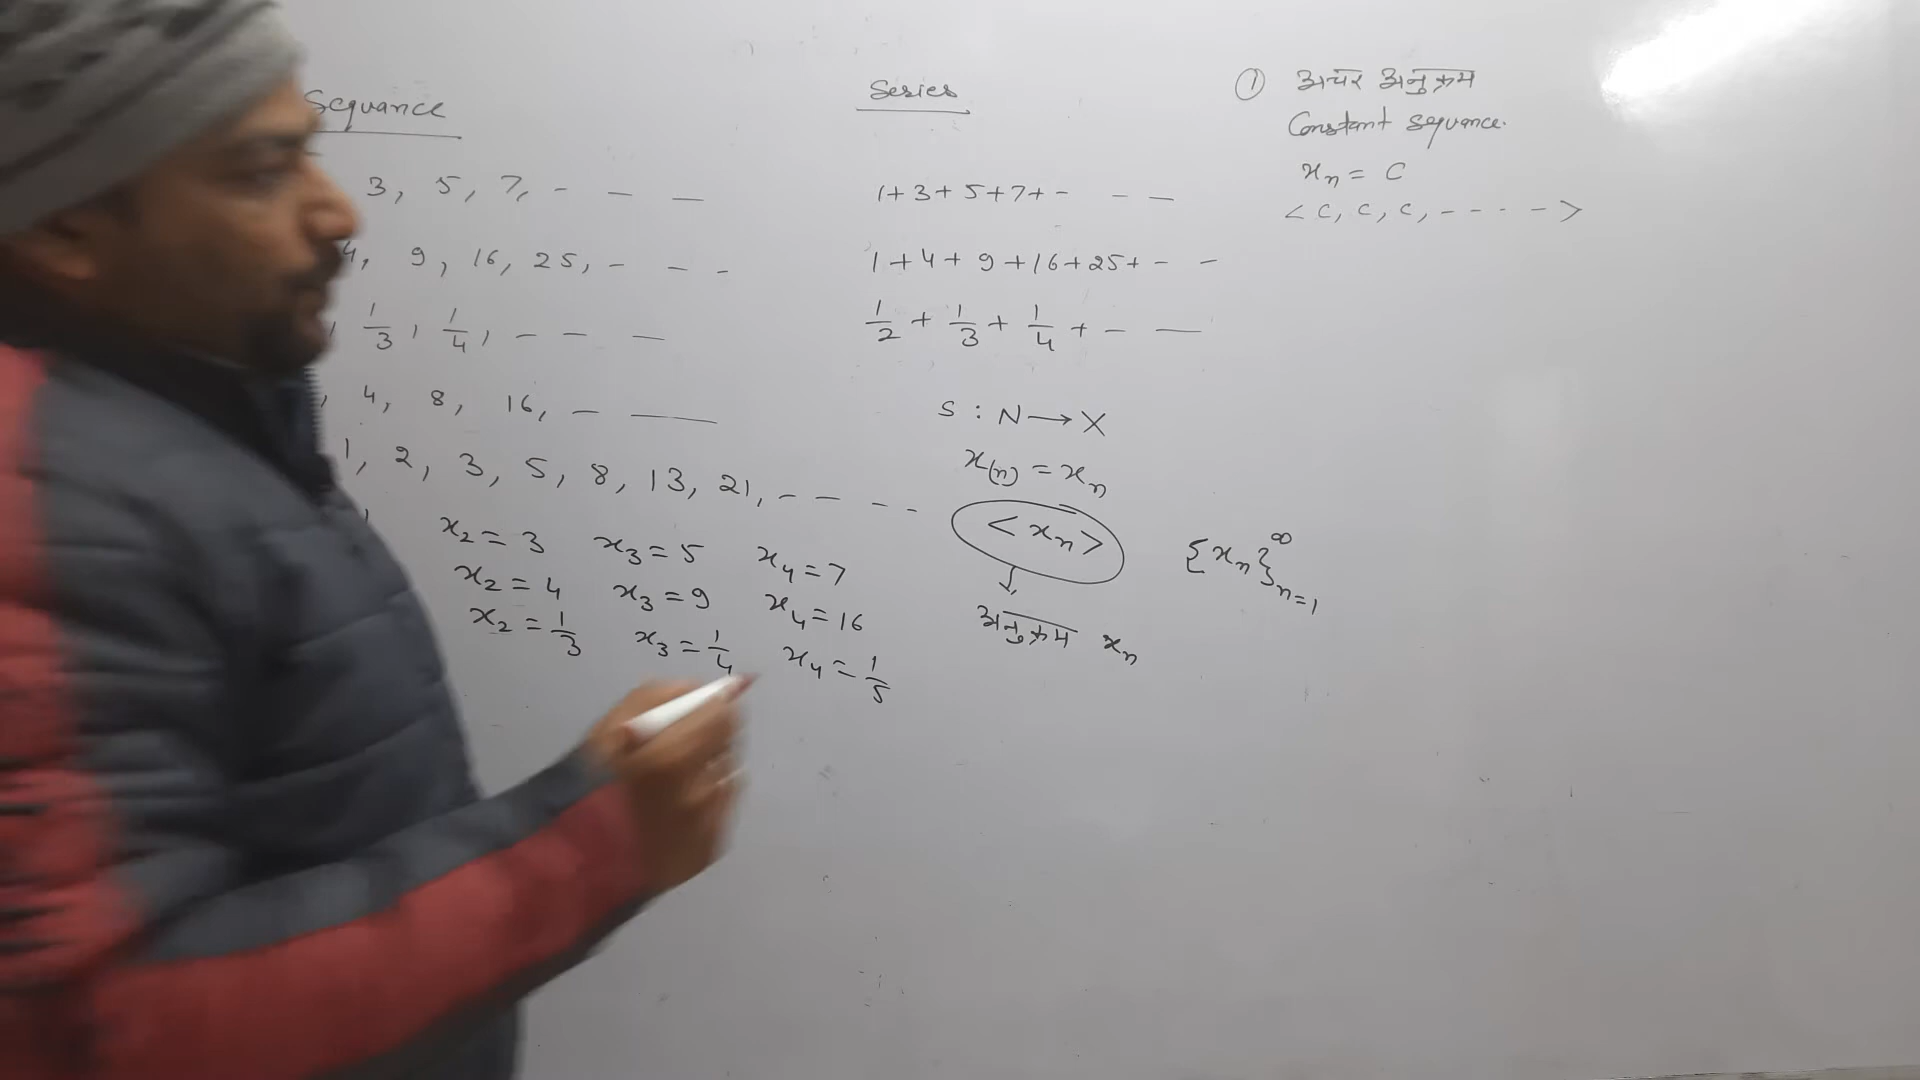 Sequance
3, 5, 7, - - -
4, 9, 16, 25, - - -
, 1/3, 1/4, - - -
, 4, 8, 16, - -
1, 2, 3, 5, 8, 13, 21, - - - -
x₂ = 3 x₃ = 5 x₄ = 7
x₂ = 4 x₃ = 9 x₄ = 16
x₂ = 1/3 x₃ = 1/4 x₄ = 1/5
Series
1+3+5+7+- - -
1+4+9+16+25+- -
1/2 + 1/3 + 1/4 + - -
S : N → X
x(n) = xₙ
<xₙ>
अनुक्रम xₙ
{xₙ}∞ n=1
① अचर अनुक्रम
Constant sequance.
xₙ = C
<c, c, c, - - - - ->